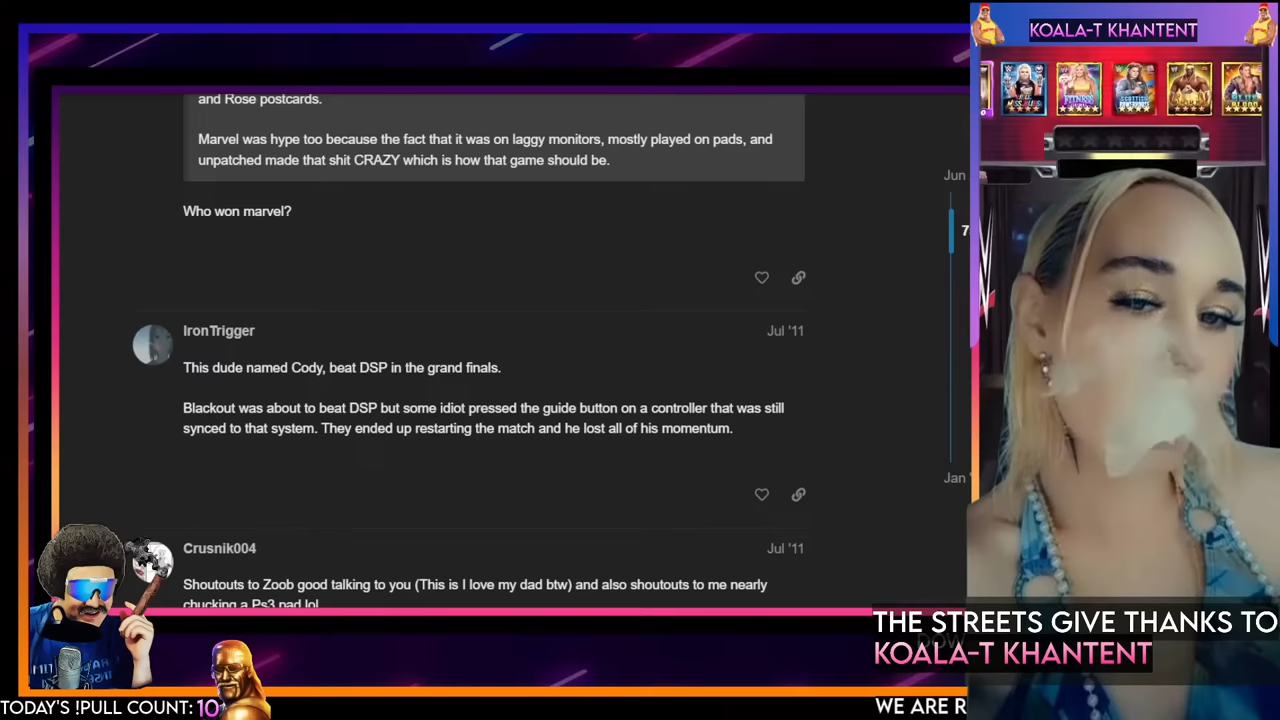 KOALA-T KHANTENT
and Rose postcards.
Marvel was hype too because the fact that it was on laggy monitors, mostly played on pads, and
unpatched made that shit CRAZY which is how that game should be.
Jun
Who won marvel?
7
IronTrigger
Jul '11
This dude named Cody, beat DSP in the grand finals.
Blackout was about to beat DSP but some idiot pressed the guide button on a controller that was still
synced to that system. They ended up restarting the match and he lost all of his momentum.
Jan '
Crusnik004
Jul '11
Shoutouts to Zoob good talking to you (This is I love my dad btw) and also shoutouts to me nearly
chucking a Ps3 pad lol
THE STREETS GIVE THANKS TO
KOALA-T KHANTENT
TODAY'S !PULL COUNT: 10
WE ARE R